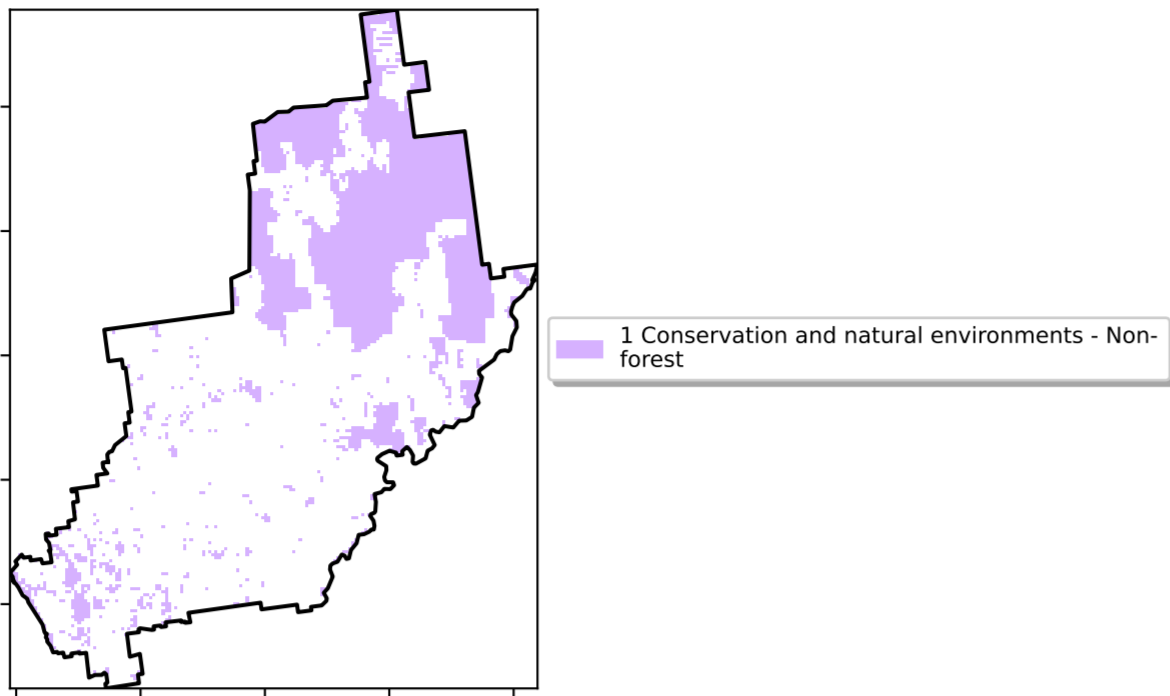 1 Conservation and natural environments - Non-
forest